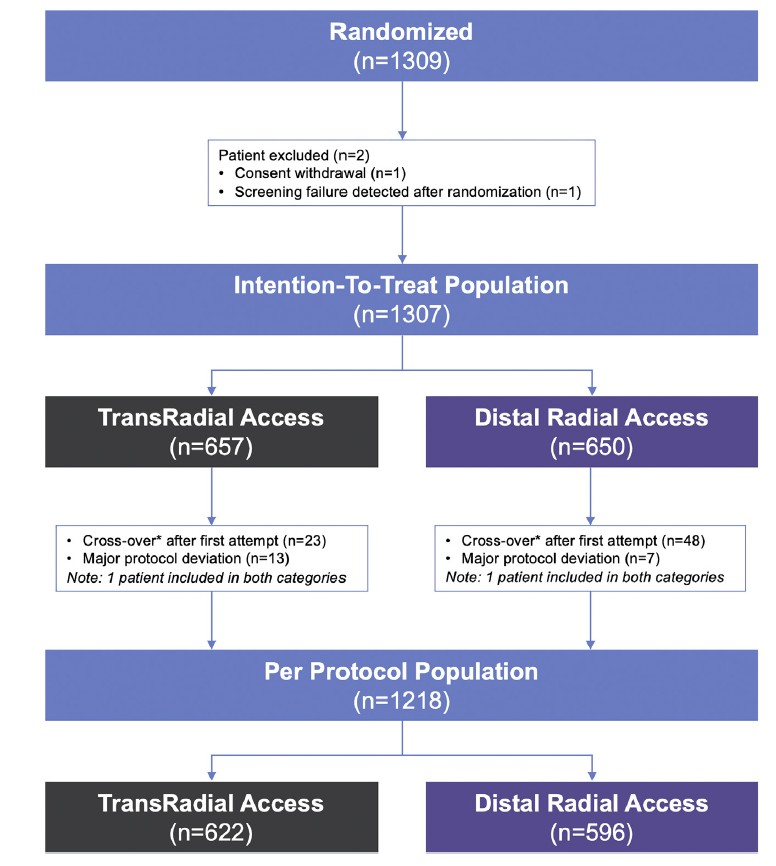 Randomized
(n=1309)
Patient excluded (n=2)
• Consent withdrawal (n=1)
• Screening failure detected after randomization (n=1)
Intention-To-Treat Population
(n=1307)
TransRadial Access
(n=657)
Distal Radial Access
(n=650)
• Cross-over* after first attempt (n=23)
• Major protocol deviation (n=13)
Note: 1 patient included in both categories
• Cross-over* after first attempt (n=48)
• Major protocol deviation (n=7)
Note: 1 patient included in both categories
Per Protocol Population
(n=1218)
TransRadial Access
(n=622)
Distal Radial Access
(n=596)